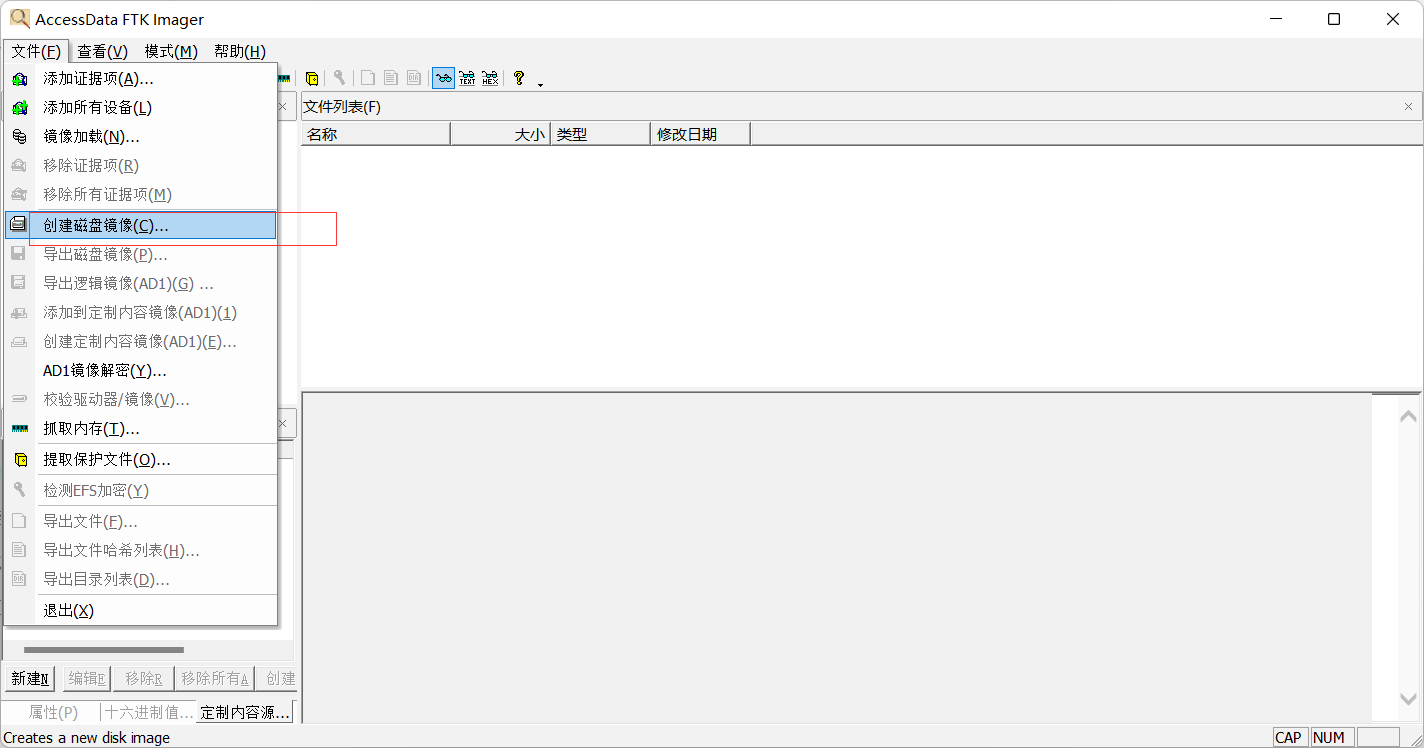 AccessData FTK Imager
文件(F) 查看(V) 模式(M) 帮助(H)
添加证据项(A)...
添加所有设备(L)
镜像加载(N)...
移除证据项(R)
移除所有证据项(M)
创建磁盘镜像(C)...
导出磁盘镜像(P)...
导出逻辑镜像(AD1)(G) ...
添加到定制内容镜像(AD1)(1)
创建定制内容镜像(AD1)(E)...
AD1镜像解密(Y)...
校验驱动器/镜像(V)...
抓取内存(T)...
提取保护文件(O)...
检测EFS加密(Y)
导出文件(F)...
导出文件哈希列表(H)...
导出目录列表(D)...
退出(X)
DIR TEXT HEX
文件列表(F)
名称 大小 类型 修改日期
新建N 编辑E 移除R 移除所有A 创建
属性(P) 十六进制值... 定制内容源...
Creates a new disk image
CAP NUM